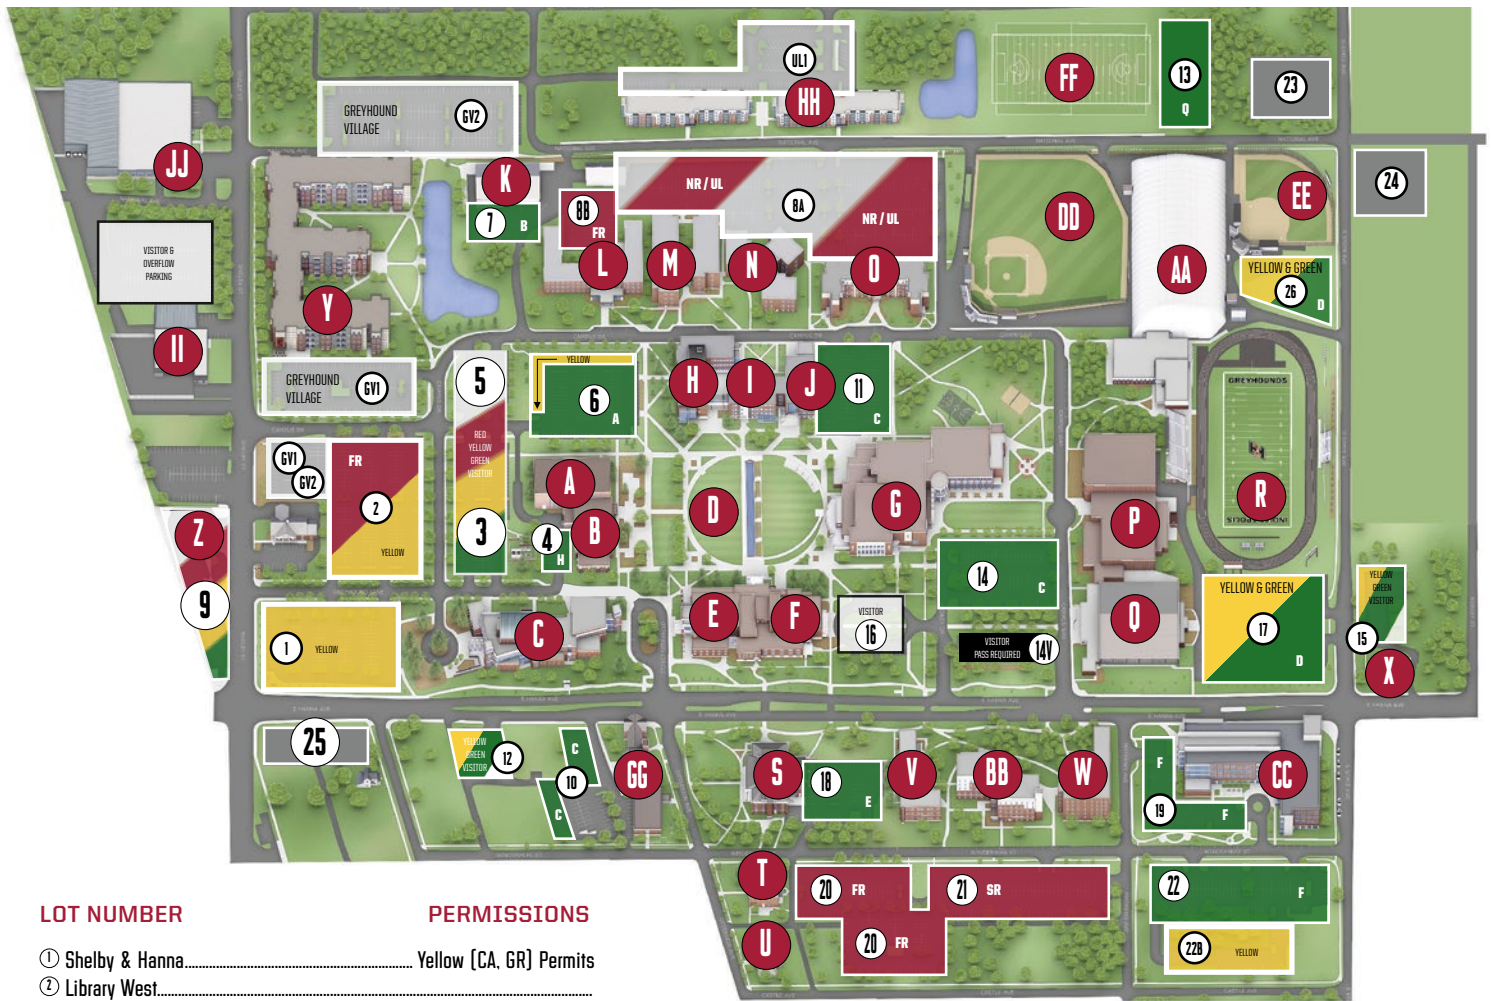 UL1
HH
FF
13
Q
23
GREYHOUND
VILLAGE
GV2
JJ
K
7
B
8B
FR
NR / UL
8A
NR / UL
24
EE
DD
AA
VISITOR &
OVERFLOW
PARKING
Y
L
M
N
O
YELLOW & GREEN
26
D
II
GREYHOUND
VILLAGE
GV1
5
YELLOW
6
A
H
I
J
11
C
GREYHOUNDS
RED
YELLOW
GREEN
VISITOR
GV1
GV2
FR
2
YELLOW
3
A
B
4
H
D
G
P
R
Z
9
14
C
YELLOW & GREEN
17
D
YELLOW
GREEN
VISITOR
15
X
1
YELLOW
C
E
F
VISITOR
16
VISITOR
PASS REQUIRED
14V
Q
25
YELLOW
GREEN
VISITOR
12
C
10
C
GG
S
18
E
V
BB
W
F
19
F
CC
T
U
20
FR
21
SR
20
FR
22
F
22B
YELLOW
LOT NUMBER PERMISSIONS
1 Shelby & Hanna........................................................ Yellow (CA, GR) Permits
2 Library West................................................................................................